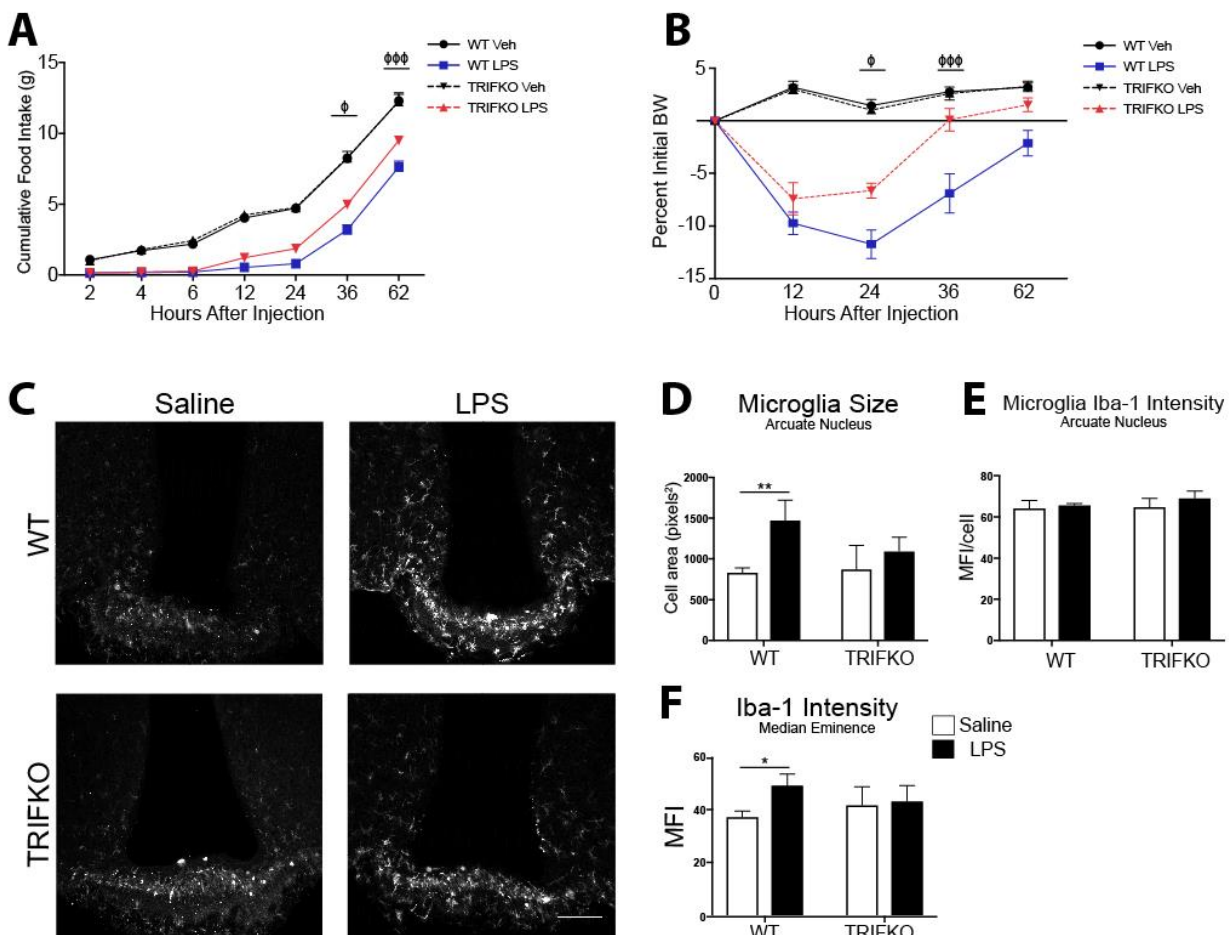 A
Cumulative Food Intake (g)
15
10
5
0
2 4 6 12 24 36 62
Hours After Injection
ϕ
ϕϕϕ
WT Veh
WT LPS
TRIFKO Veh
TRIFKO LPS
B
Percent Initial BW
5
-5
-10
-15
0 12 24 36 62
Hours After Injection
ϕ
ϕϕϕ
WT Veh
WT LPS
TRIFKO Veh
TRIFKO LPS
C
Saline
LPS
WT
TRIFKO
D
Microglia Size
Arcuate Nucleus
Cell area (pixels²)
2000
1500
1000
500
0
**
WT
TRIFKO
E
Microglia Iba-1 Intensity
Arcuate Nucleus
MFI/cell
80
60
40
20
0
WT
TRIFKO
F
Iba-1 Intensity
Median Eminence
MFI
60
40
20
0
*
WT
TRIFKO
Saline
LPS